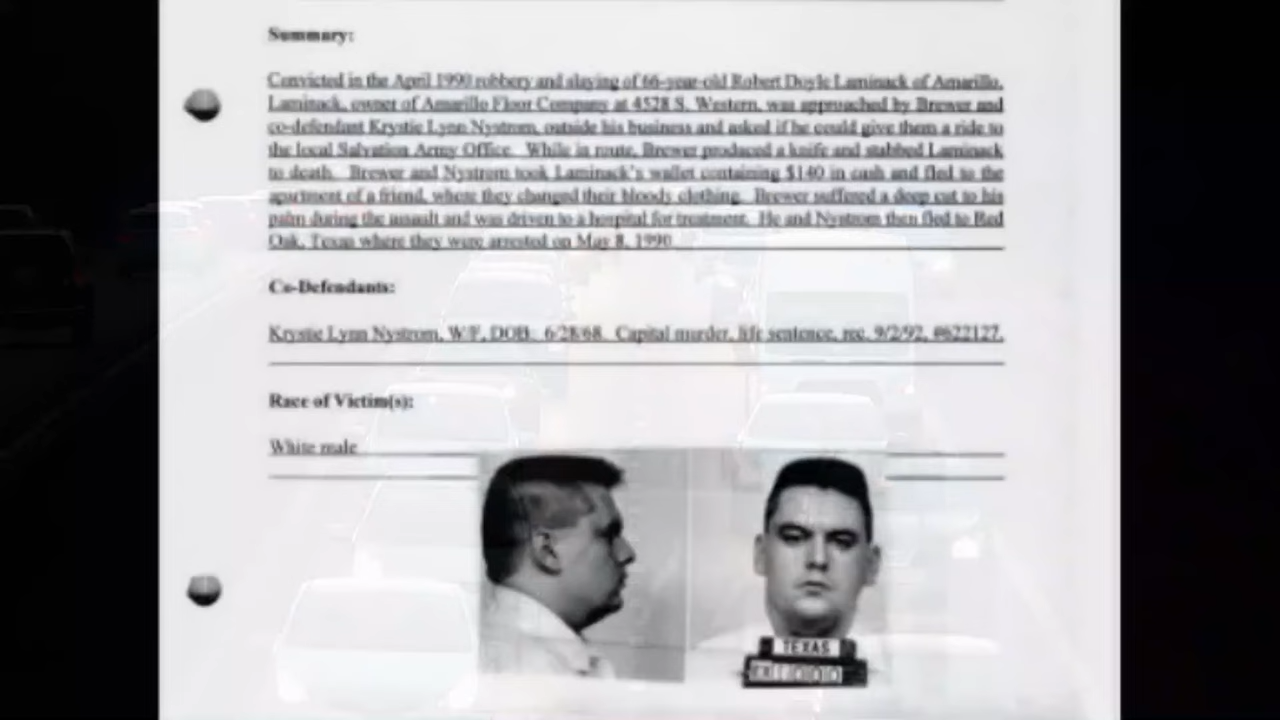 Summary:
Convicted in the April 1990 robbery and slaying of 66-year-old Robert Doyle Laminack of Amarillo.
Laminack, owner of Amarillo Floor Company at 4528 S. Western, was approached by Brewer and
co-defendant Krystie Lynn Nystrom, outside his business and asked if he could give them a ride to
the local Salvation Army Office. While in route, Brewer produced a knife and stabbed Laminack
to death. Brewer and Nystrom took Laminack's wallet containing $140 in cash and fled to the
apartment of a friend, where they changed their bloody clothing. Brewer suffered a deep cut to his
palm during the assault and was driven to a hospital for treatment. He and Nystrom then fled to Red
Oak, Texas where they were arrested on May 8, 1990
Co-Defendants:
Krystie Lynn Nystrom, W/F, DOB: 6/28/68. Capital murder, life sentence, rec. 9/2/92, #622127.
Race of Victim(s):
White male
TEXAS